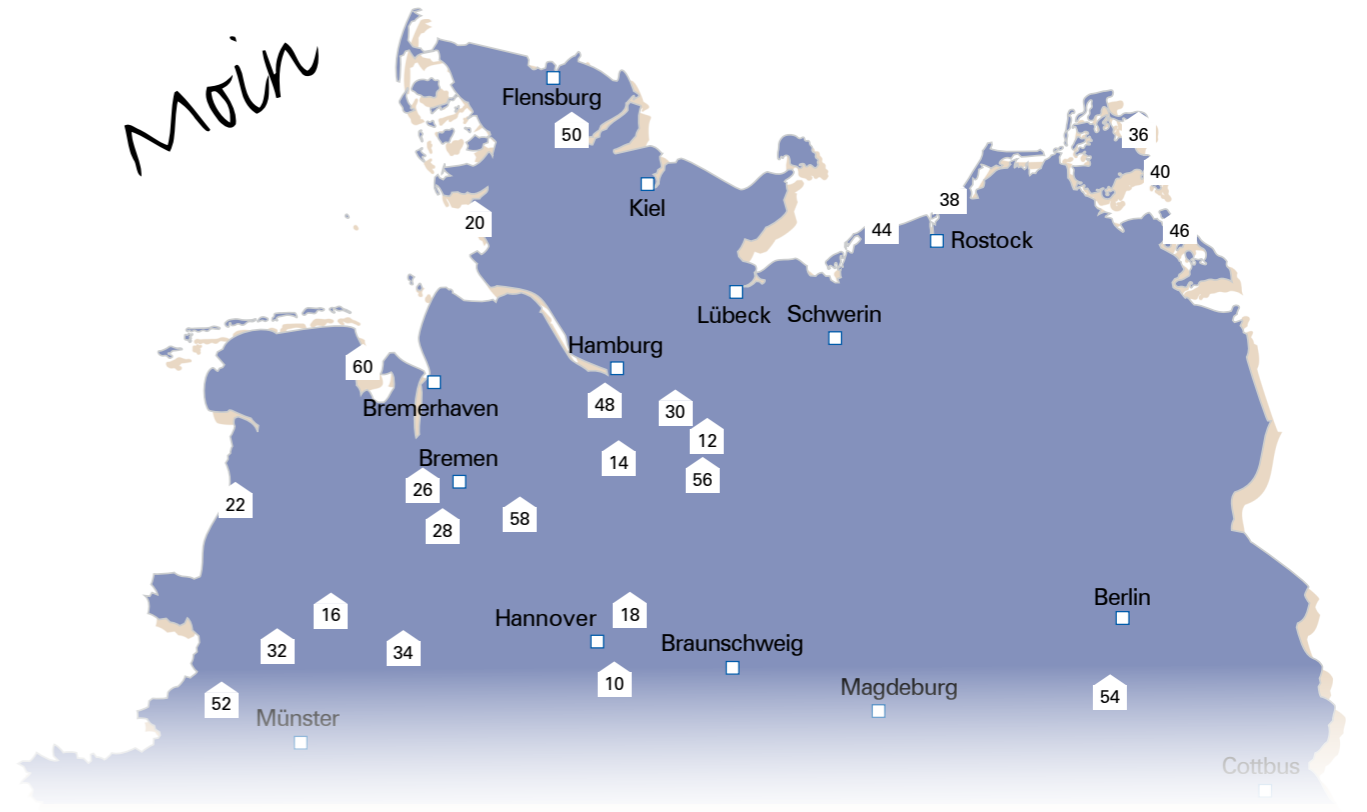 Moin
Flensburg
50
36
40
Kiel
20
38
44
46
Rostock
Lübeck
Schwerin
Hamburg
60
Bremerhaven
48
30
12
Bremen
14
56
26
22
58
28
Berlin
16
Hannover
18
32
34
Braunschweig
10
Magdeburg
54
52
Münster
Cottbus